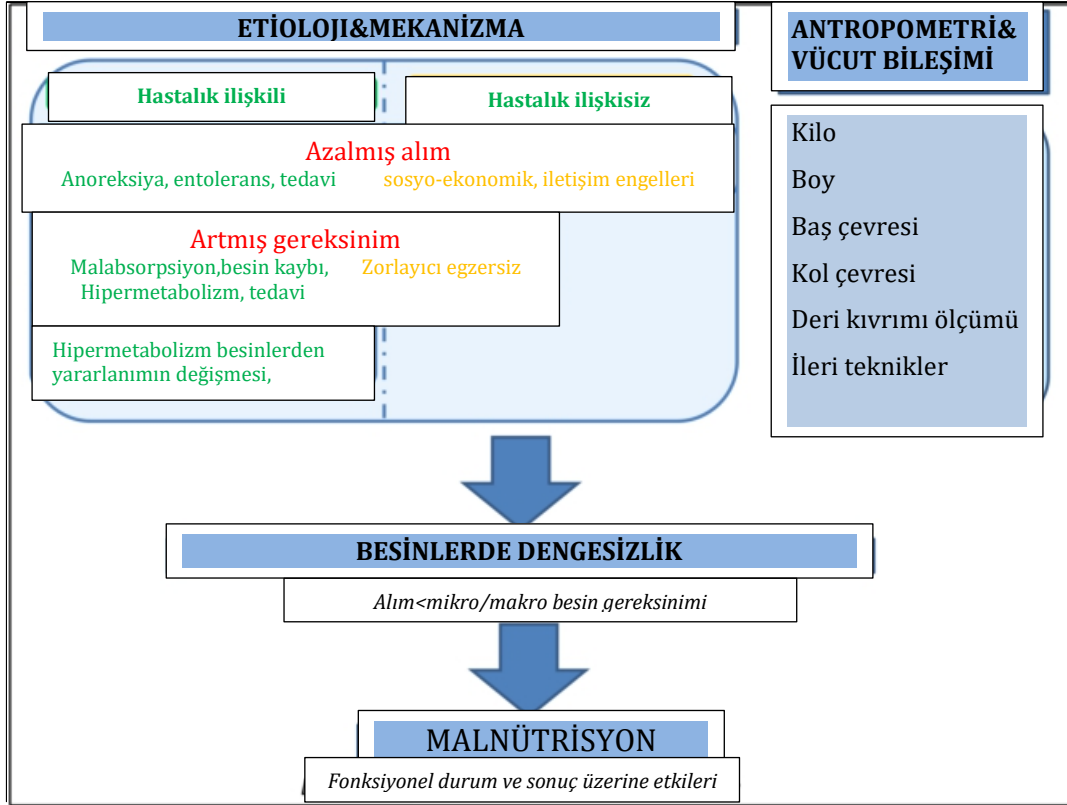 ETİOLOJI&MEKANİZMA
Hastalık ilişkili
Hastalık ilişkisiz
Azalmış alım
Anoreksiya, entolerans, tedavi sosyo-ekonomik, iletişim engelleri
Artmış gereksinim
Malabsorpsiyon,besin kaybı, Zorlayıcı egzersiz
Hipermetabolizm, tedavi
Hipermetabolizm besinlerden
yararlanımın değişmesi,
ANTROPOMETRİ&
VÜCUT BİLEŞİMİ
Kilo
Boy
Baş çevresi
Kol çevresi
Deri kıvrımı ölçümü
İleri teknikler
BESİNLERDE DENGESİZLİK
Alım<mikro/makro besin gereksinimi
MALNÜTRİSYON
Fonksiyonel durum ve sonuç üzerine etkileri